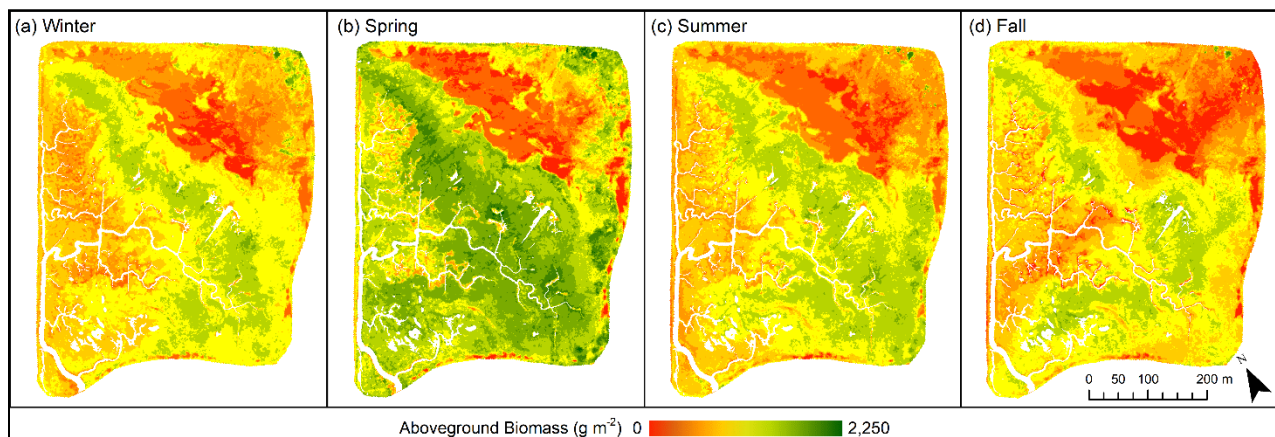 (a) Winter
(b) Spring
(c) Summer
(d) Fall
N
0 50 100 200 m
Aboveground Biomass (g m⁻²) 0 2,250